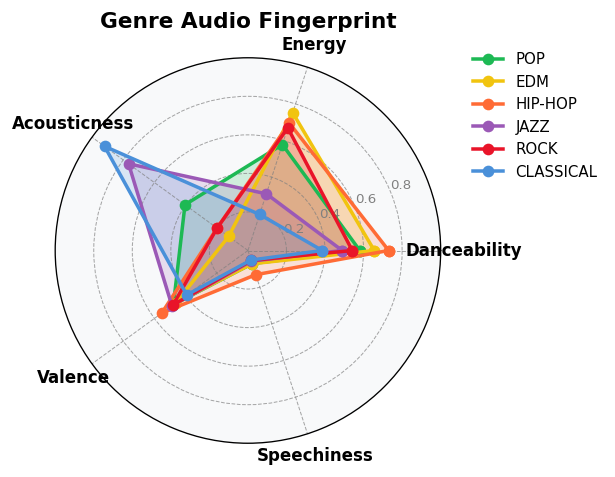 Genre Audio Fingerprint
Energy
POP
EDM
HIP-HOP
JAZZ
ROCK
CLASSICAL
Acousticness
0.8
0.6
0.4
0.2
Danceability
Valence
Speechiness